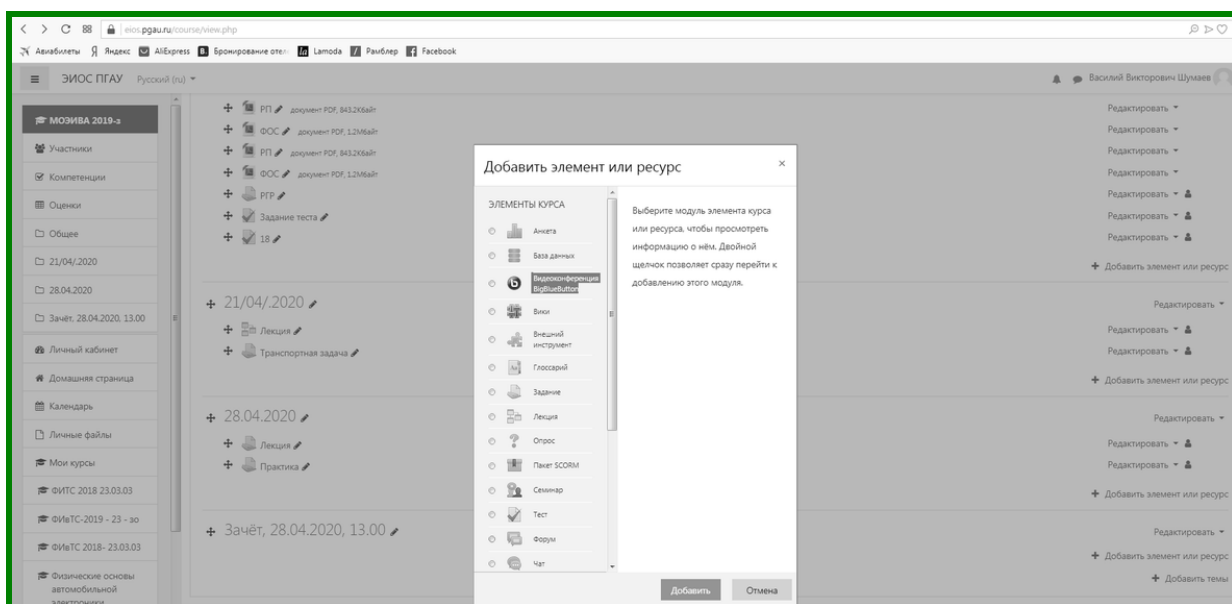 eios.pgau.ru/course/view.php
Авиабилеты Яндекс AliExpress Бронирование отел Lamoda Рамблер Facebook
ЭИОС ПГАУ Русский (ru) Василий Викторович Шумаев
МОЭИВА 2019-з
Участники
Компетенции
Оценки
Общее
21/04/.2020
28.04.2020
Зачёт, 28.04.2020, 13.00
Личный кабинет
Домашняя страница
Календарь
Личные файлы
Мои курсы
ФИТС 2018 23.03.03
ФИвТС-2019 - 23 - зо
ФИвТС 2018- 23.03.03
Физические основы
автомобильной
электроники
РП документ PDF, 843.2Кбайт Редактировать
ФОС документ PDF, 1.2Мбайт Редактировать
РП документ PDF, 843.2Кбайт Редактировать
ФОС документ PDF, 1.2Мбайт Редактировать
РГР Редактировать
Задание теста Редактировать
18 Редактировать
Добавить элемент или ресурс
21/04/.2020 Редактировать
Лекция Редактировать
Транспортная задача Редактировать
Добавить элемент или ресурс
28.04.2020 Редактировать
Лекция Редактировать
Практика Редактировать
Добавить элемент или ресурс
Зачёт, 28.04.2020, 13.00 Редактировать
Добавить элемент или ресурс
Добавить темы
Добавить элемент или ресурс ×
ЭЛЕМЕНТЫ КУРСА
Анкета
База данных
Видеоконференция
BigBlueButton
Вики
Внешний
инструмент
Глоссарий
Задание
Лекция
Опрос
Пакет SCORM
Семинар
Тест
Форум
Чат
Выберите модуль элемента курса
или ресурса, чтобы просмотреть
информацию о нём. Двойной
щелчок позволяет сразу перейти к
добавлению этого модуля.
Добавить Отмена